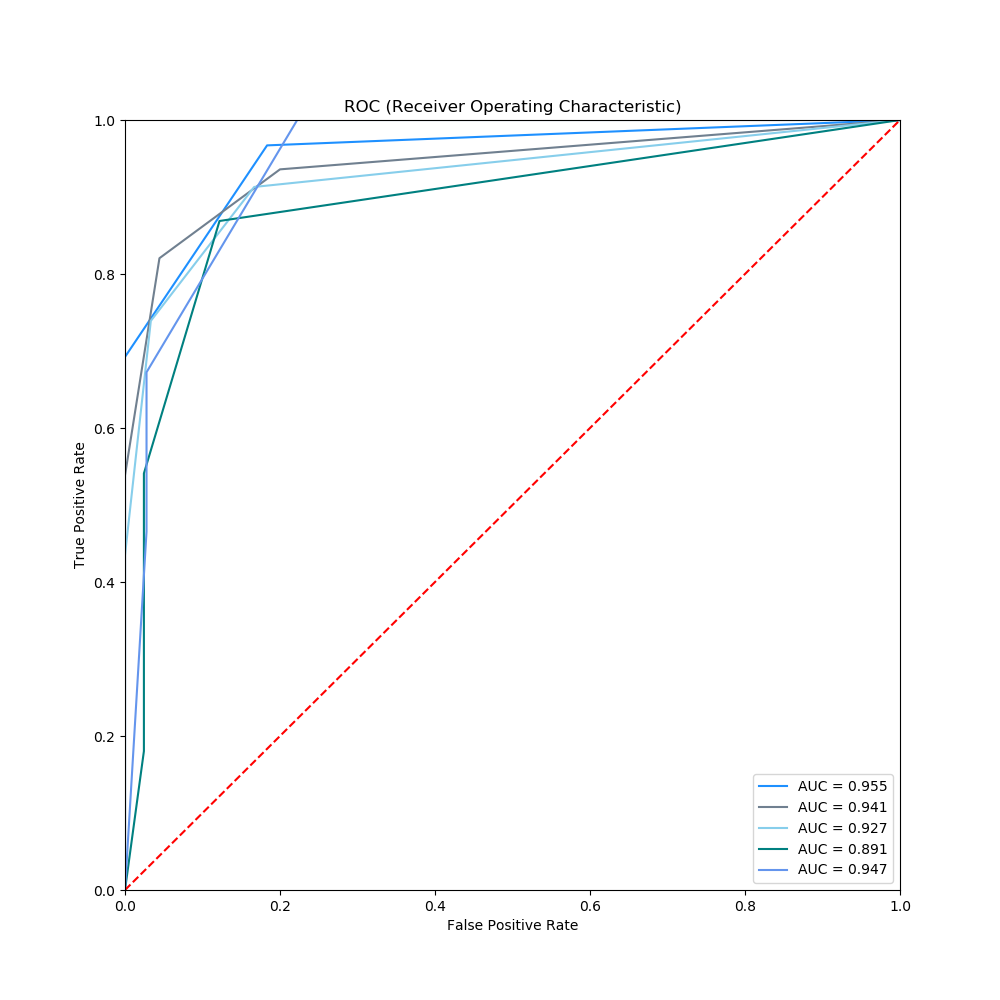 ROC (Receiver Operating Characteristic)
1.0
0.8
0.6
0.4
0.2
0.0
True Positive Rate
0.0 0.2 0.4 0.6 0.8 1.0
False Positive Rate
AUC = 0.955
AUC = 0.941
AUC = 0.927
AUC = 0.891
AUC = 0.947